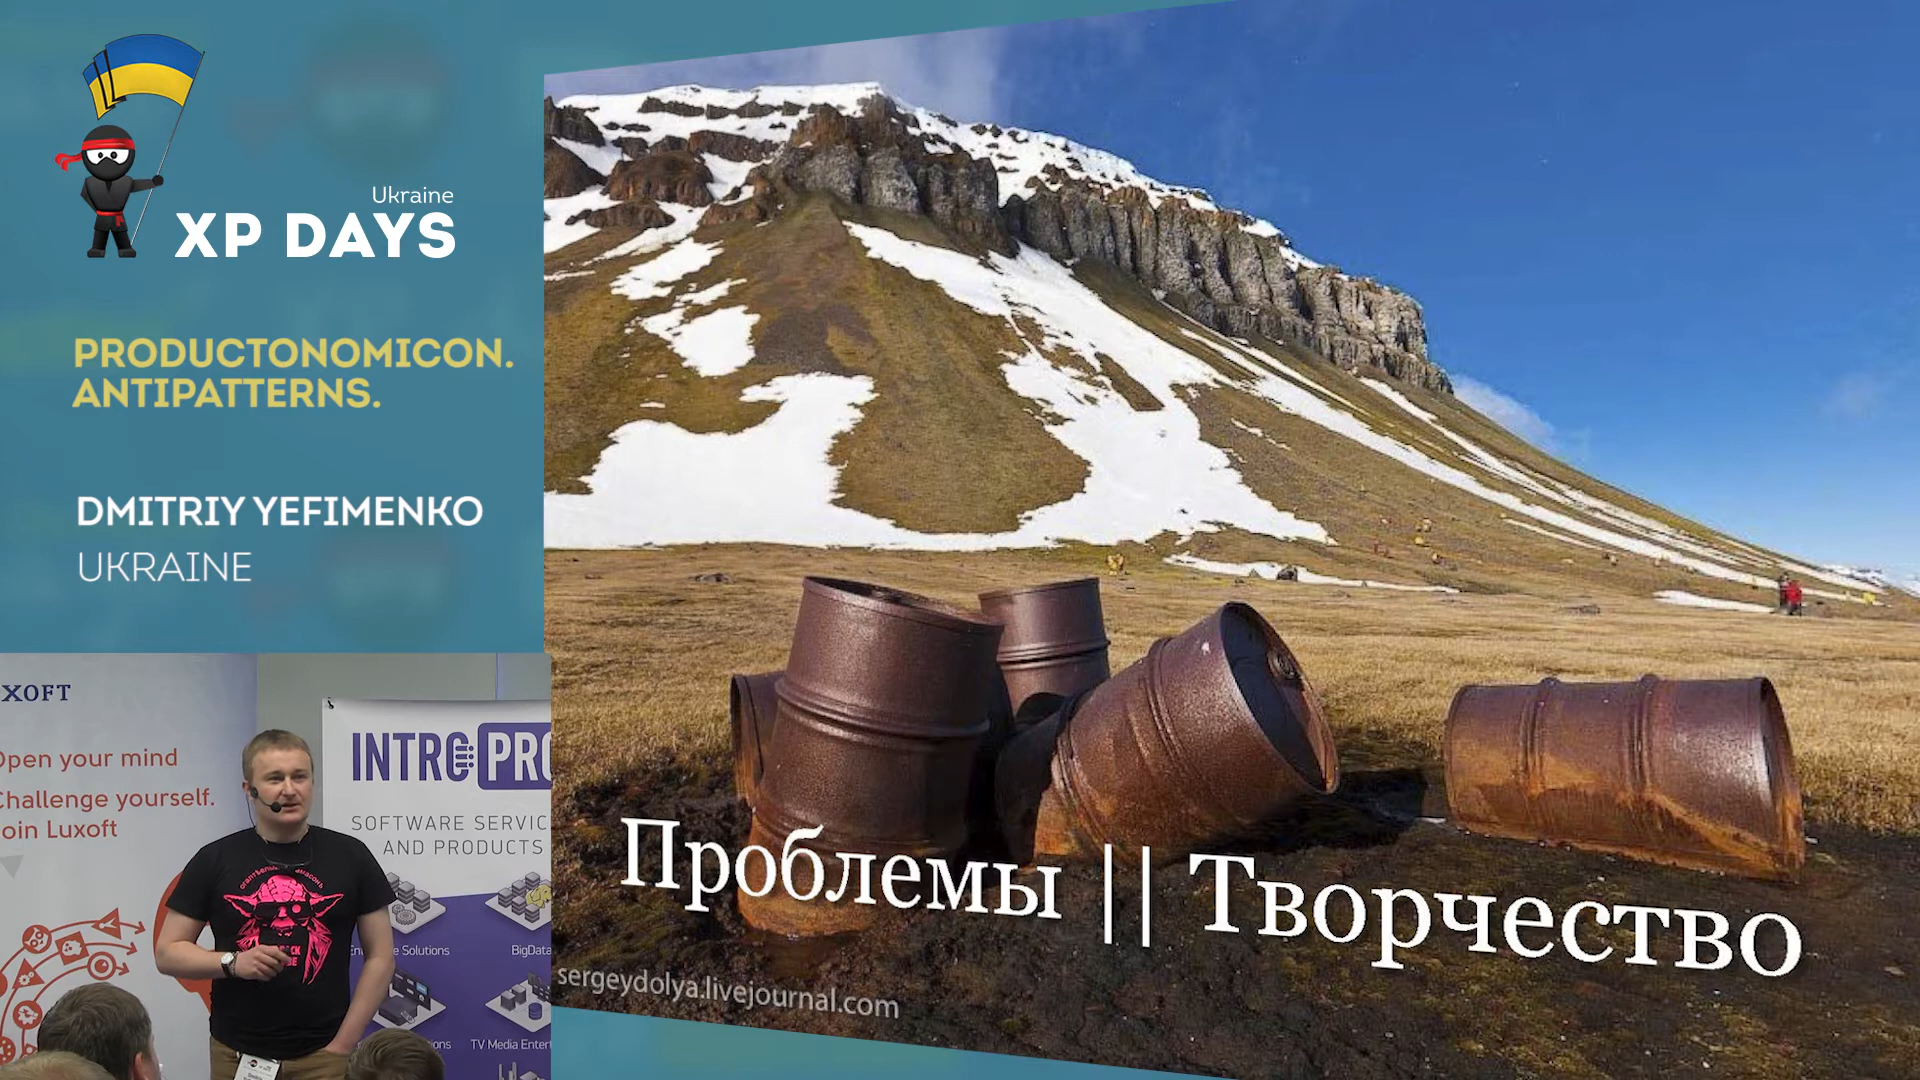 Ukraine
XP DAYS
PRODUCTONOMICON.
ANTIPATTERNS.
DMITRIY YEFIMENKO
UKRAINE
XOFT
Open your mind
Challenge yourself.
Join Luxoft
INTRO PRO
SOFTWARE SERVIC
AND PRODUCTS
Solutions
BigData
TV Media Enter
Проблемы || Творчество
sergeydolya.livejournal.com